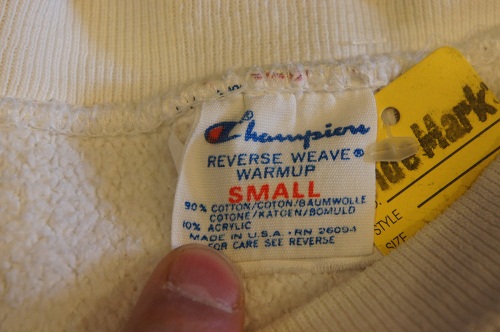 Champion
REVERSE WEAVE®
WARMUP
SMALL
90% COTTON/COTON/BAUMWOLLE
COTONE/KATOEN/BOMULD
10% ACRYLIC
MADE IN U.S.A. • RN 26094
FOR CARE SEE REVERSE
Mark
STYLE
SIZE